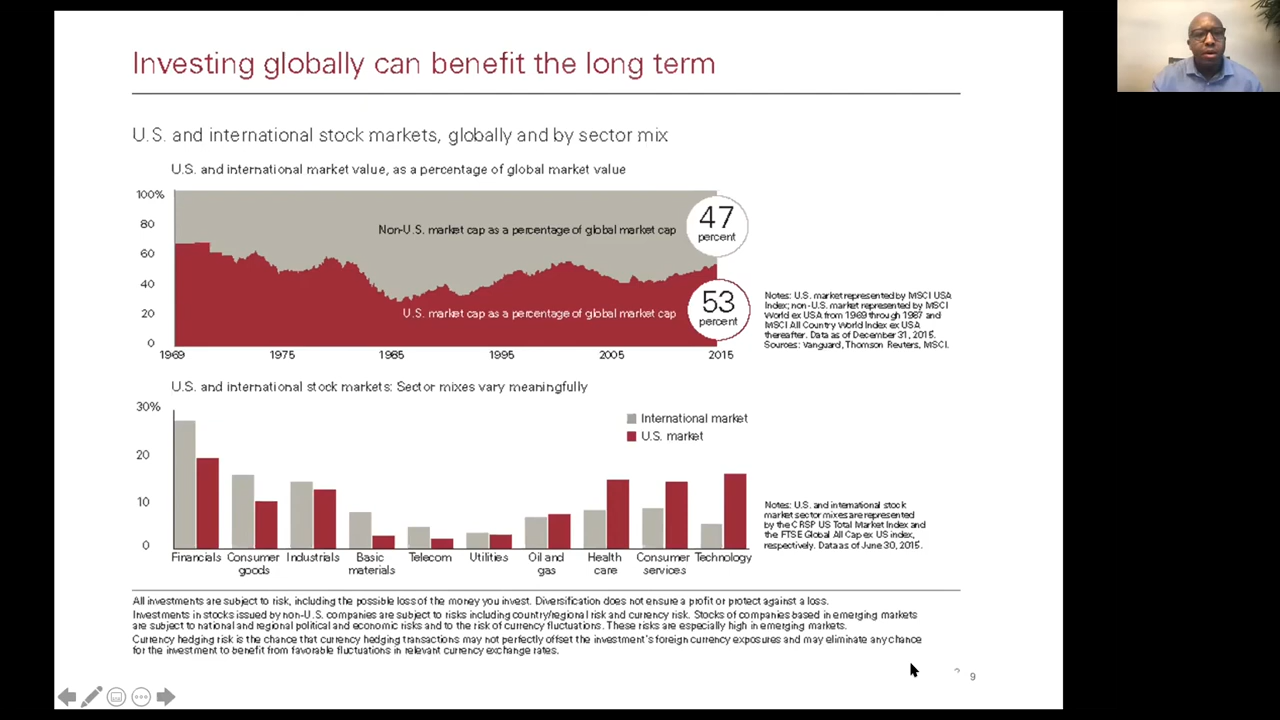 Investing globally can benefit the long term
U.S. and international stock markets, globally and by sector mix
U.S. and international market value, as a percentage of global market value
100%
80
60
40
20
0
Non-U.S. market cap as a percentage of global market cap
47
percent
U.S. market cap as a percentage of global market cap
53
percent
1969
1975
1985
1995
2005
2015
Notes: U.S. market represented by MSCI USA
Index; non-U.S. market represented by MSCI
World ex USA from 1969 through 1987 and
MSCI All Country World Index ex USA
thereafter. Data as of December 31, 2015.
Sources: Vanguard, Thomson Reuters, MSCI.
U.S. and international stock markets: Sector mixes vary meaningfully
30%
20
10
0
International market
U.S. market
Financials
Consumer
goods
Industrials
Basic
materials
Telecom
Utilities
Oil and
gas
Health
care
Consumer
services
Technology
Notes: U.S. and international stock
market sector mixes are represented
by the CRSP US Total Market Index and
the FTSE Global All Cap ex US index,
respectively. Data as of June 30, 2015.
All investments are subject to risk, including the possible loss of the money you invest. Diversification does not ensure a profit or protect against a loss.
Investments in stocks issued by non-U.S. companies are subject to risks including country/regional risk and currency risk. Stocks of companies based in emerging markets
are subject to national and regional political and economic risks and to the risk of currency fluctuations. These risks are especially high in emerging markets.
Currency hedging risk is the chance that currency hedging transactions may not perfectly offset the investment's foreign currency exposures and may eliminate any chance
for the investment to benefit from favorable fluctuations in relevant currency exchange rates.
9